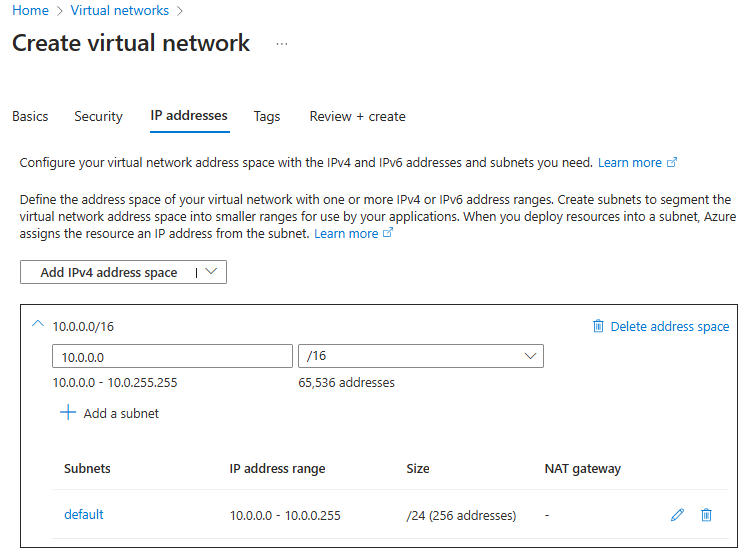 Home > Virtual networks >
Create virtual network ...
Basics Security IP addresses Tags Review + create
Configure your virtual network address space with the IPv4 and IPv6 addresses and subnets you need. Learn more
Define the address space of your virtual network with one or more IPv4 or IPv6 address ranges. Create subnets to segment the
virtual network address space into smaller ranges for use by your applications. When you deploy resources into a subnet, Azure
assigns the resource an IP address from the subnet. Learn more
Add IPv4 address space |
10.0.0.0/16 Delete address space
10.0.0.0 /16
10.0.0.0 - 10.0.255.255 65,536 addresses
+ Add a subnet
Subnets IP address range Size NAT gateway
default 10.0.0.0 - 10.0.0.255 /24 (256 addresses) -